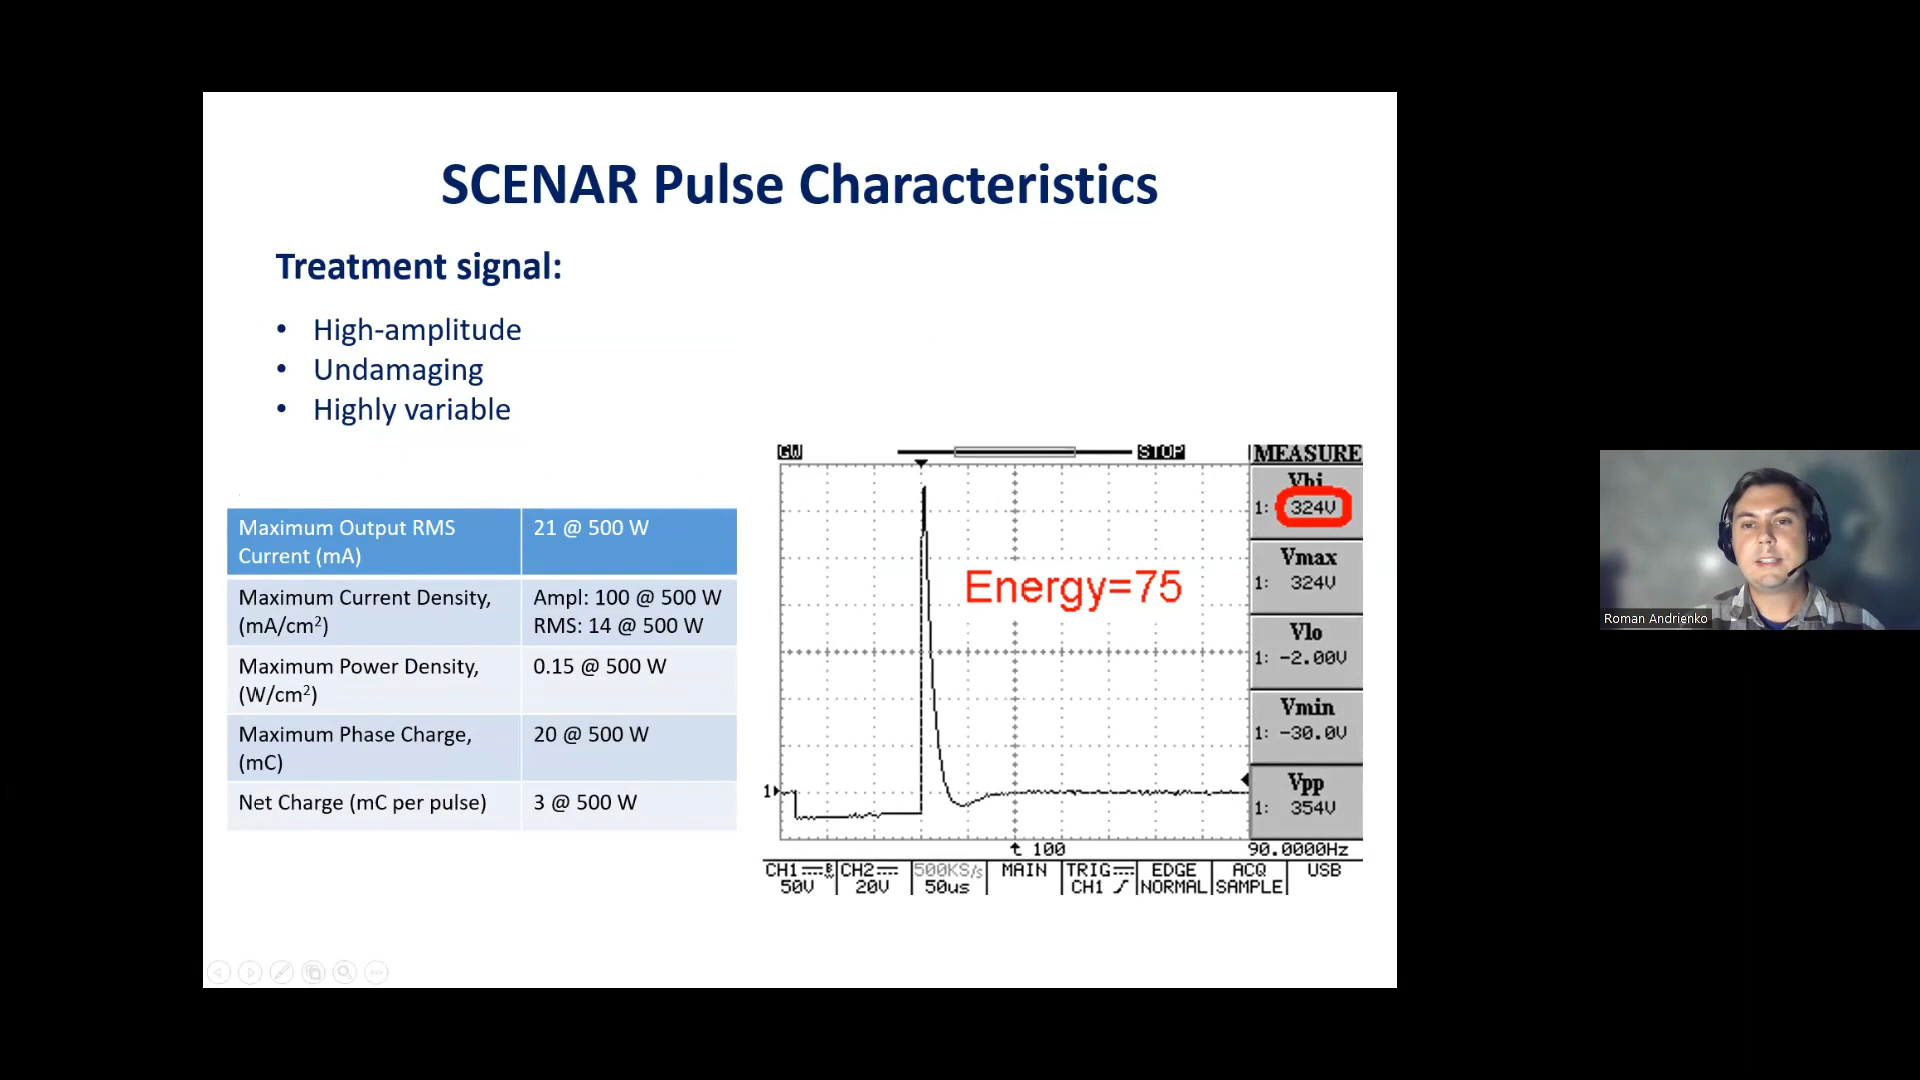 SCENAR Pulse Characteristics
Treatment signal:
• High-amplitude
• Undamaging
• Highly variable
Maximum Output RMS
Current (mA)
21 @ 500 W
Maximum Current Density,
(mA/cm²)
Ampl: 100 @ 500 W
RMS: 14 @ 500 W
Maximum Power Density,
(W/cm²)
0.15 @ 500 W
Maximum Phase Charge,
(mC)
20 @ 500 W
Net Charge (mC per pulse)
3 @ 500 W
GW
STOP
MEASURE
Vhi
1: 324V
Vmax
1: 324V
Vlo
1: -2.00V
Vmin
1: -30.0V
Vpp
1: 354V
Energy=75
1
t 100
90.0000Hz
CH1
50V
CH2
20V
500KS/s
50us
MAIN
TRIG
CH1
EDGE
NORMAL
ACQ
SAMPLE
USB
Roman Andrienko